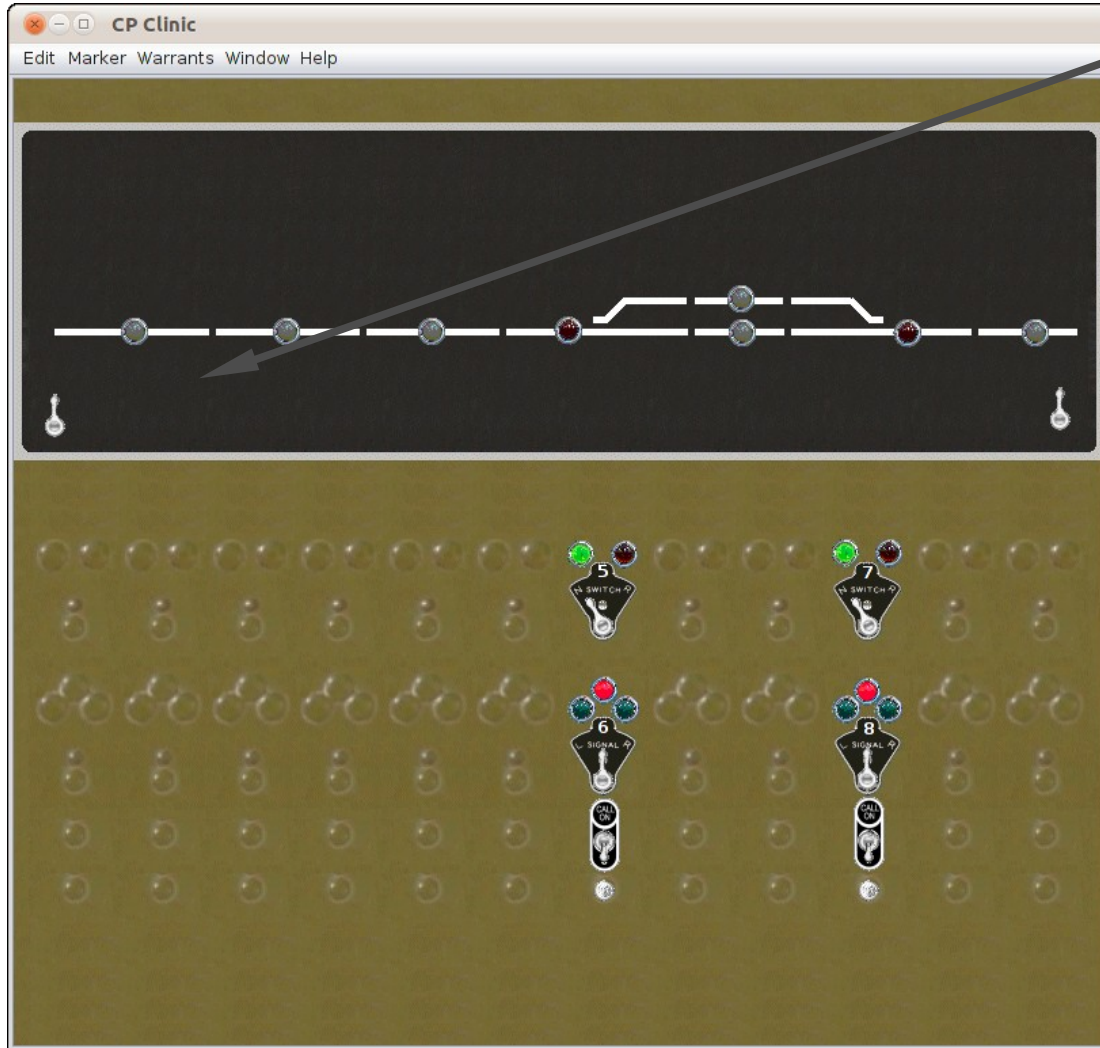 CP Clinic
Edit Marker Warrants Window Help
5
N SWITCH R
7
N SWITCH R
6
L SIGNAL R
8
L SIGNAL R
CALL
ON
CALL
ON